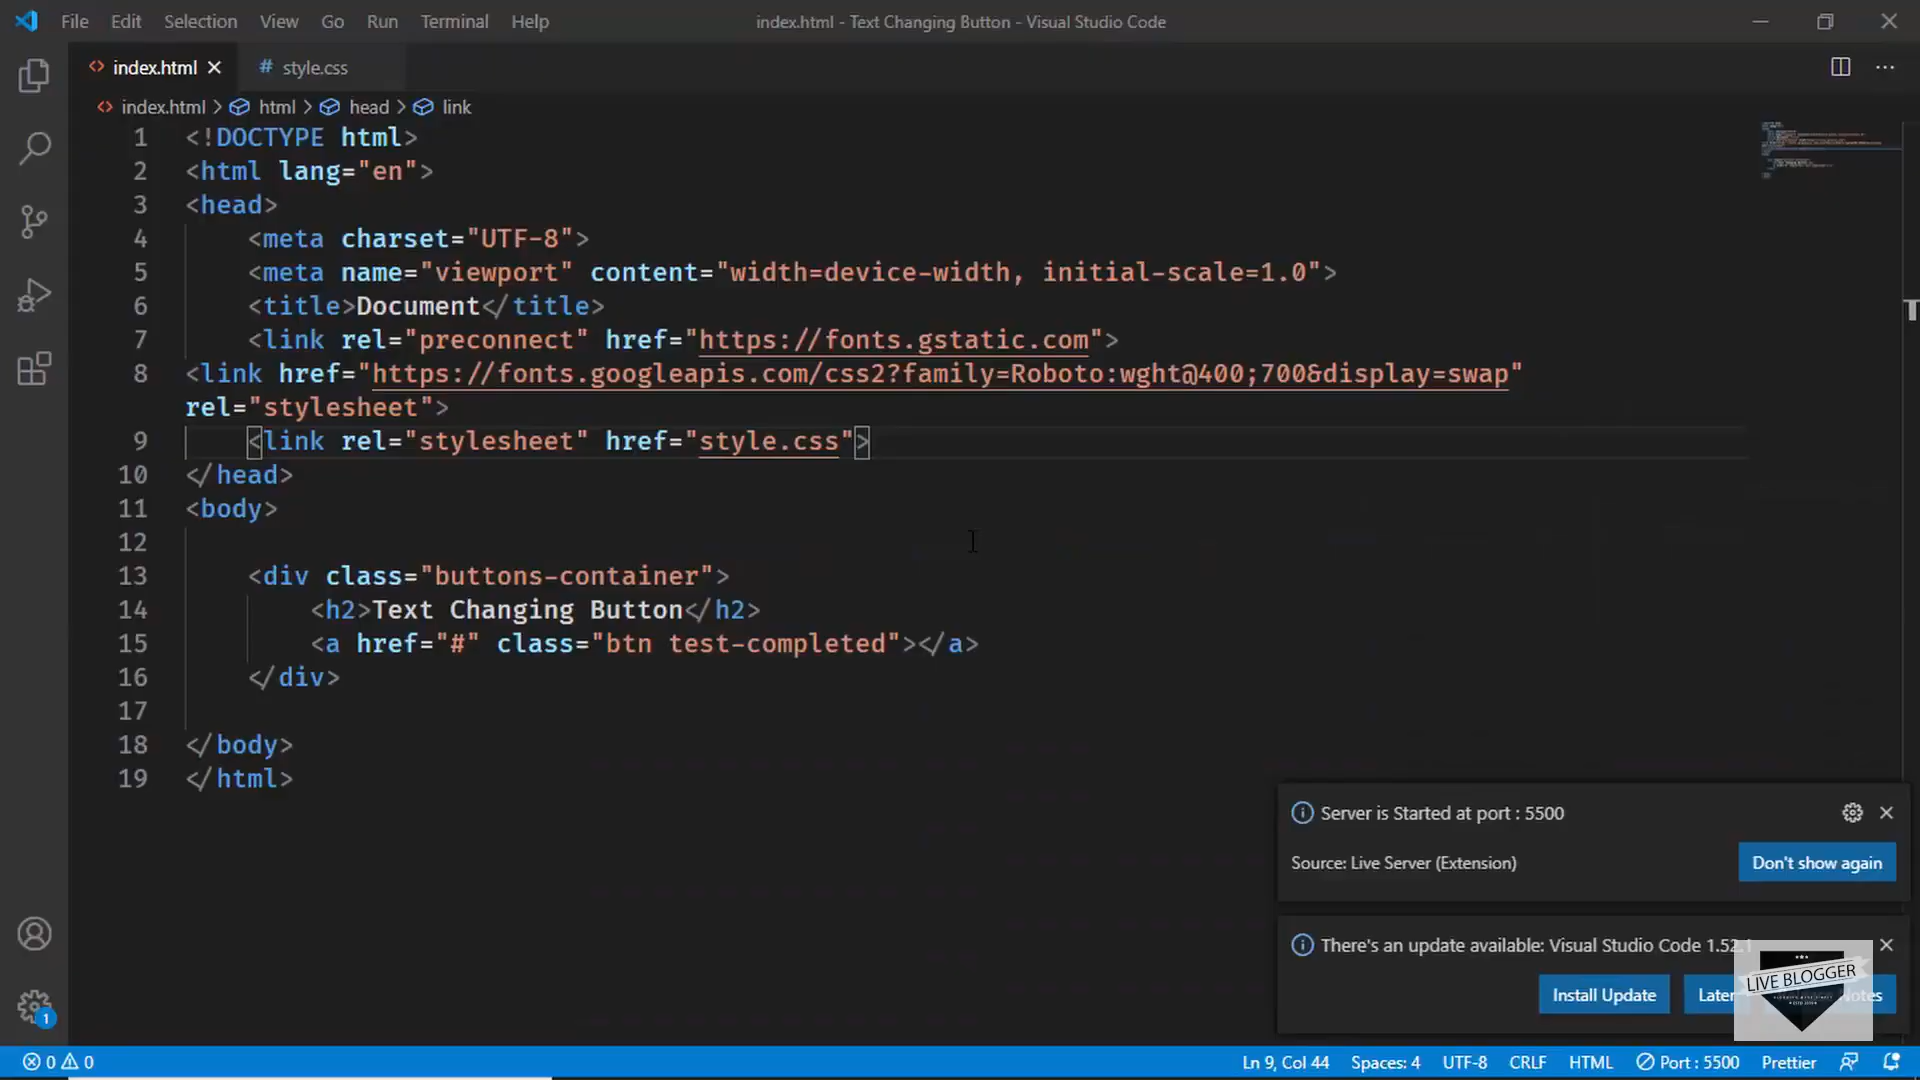 File Edit Selection View Go Run Terminal Help index.html - Text Changing Button - Visual Studio Code
index.html style.css
index.html > html > head > link
1 <!DOCTYPE html>
2 <html lang="en">
3 <head>
4 <meta charset="UTF-8">
5 <meta name="viewport" content="width=device-width, initial-scale=1.0">
6 <title>Document</title>
7 <link rel="preconnect" href="https://fonts.gstatic.com">
8 <link href="https://fonts.googleapis.com/css2?family=Roboto:wght@400;700&display=swap"
rel="stylesheet">
9 <link rel="stylesheet" href="style.css">
10 </head>
11 <body>
12
13 <div class="buttons-container">
14 <h2>Text Changing Button</h2>
15 <a href="#" class="btn test-completed"></a>
16 </div>
17
18 </body>
19 </html>
Server is Started at port : 5500
Source: Live Server (Extension)
Don't show again
There's an update available: Visual Studio Code 1.52.1
Install Update Later Notes
LIVE BLOGGER
1
0 0 Ln 9, Col 44 Spaces: 4 UTF-8 CRLF HTML Port : 5500 Prettier